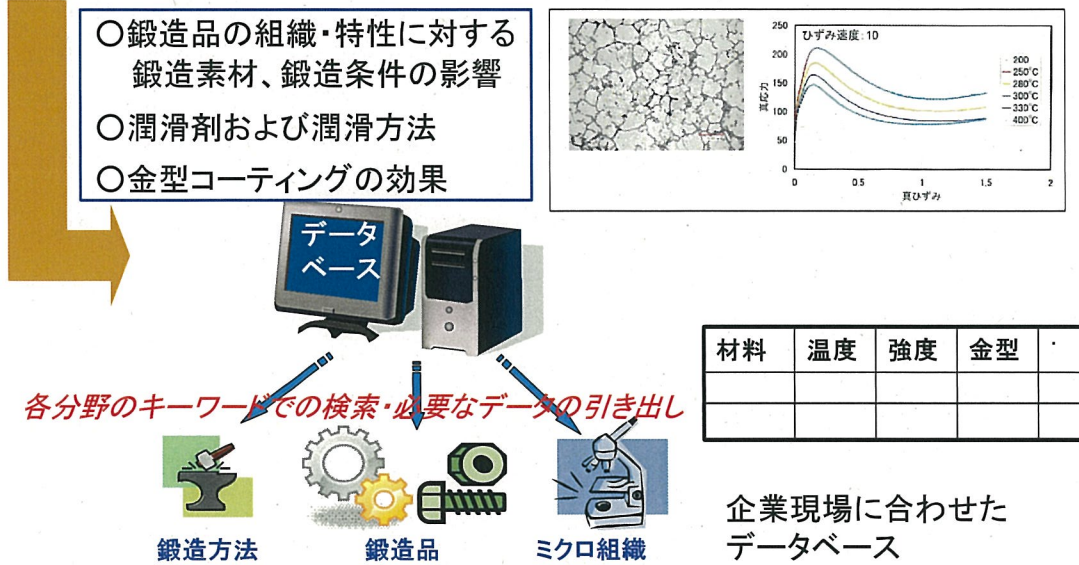 〇鍛造品の組織・特性に対する
鍛造素材、鍛造条件の影響
〇潤滑剤および潤滑方法
〇金型コーティングの効果
ひずみ速度:10
真応力
250
200
150
100
50
0
0
0.5
1
1.5
2
真ひずみ
200
250℃
280℃
300℃
330℃
400℃
データ
ベース
各分野のキーワードでの検索・必要なデータの引き出し
鍛造方法
鍛造品
ミクロ組織
材料 温度 強度 金型 ・
企業現場に合わせた
データベース